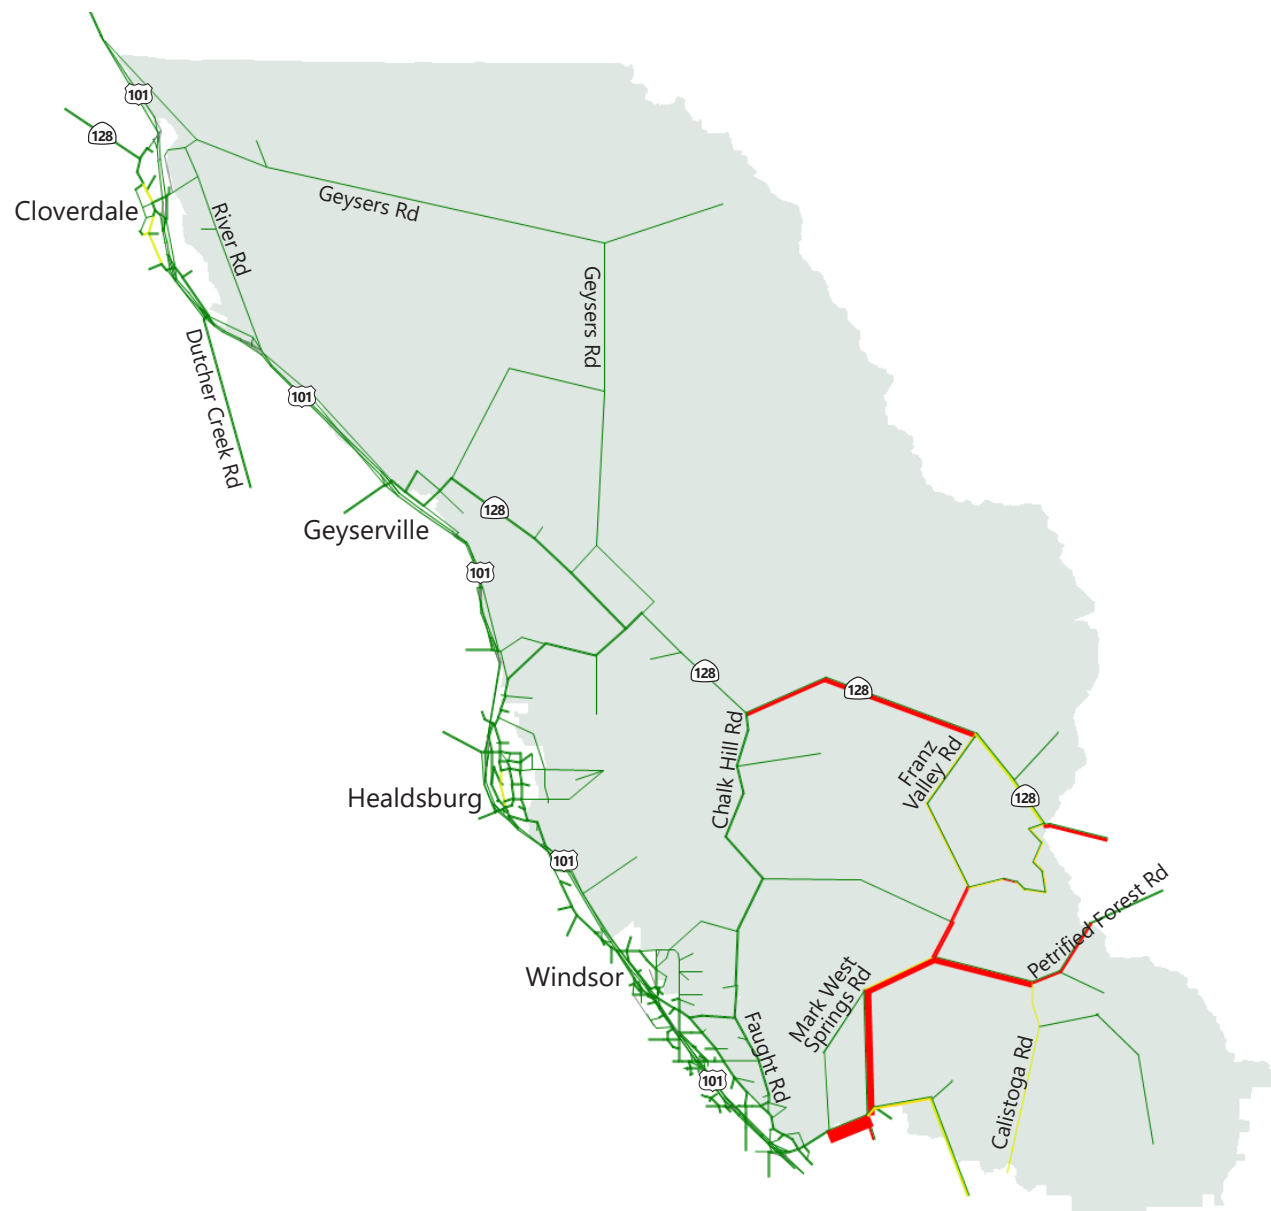 101
128
Cloverdale
Geysers Rd
River Rd
Geysers Rd
Dutcher Creek Rd
101
128
Geyserville
101
128
128
Chalk Hill Rd
Franz
Valley Rd
128
Healdsburg
101
Petrified Forest Rd
Windsor
Mark West
Springs Rd
Faught Rd
101
Calistoga Rd